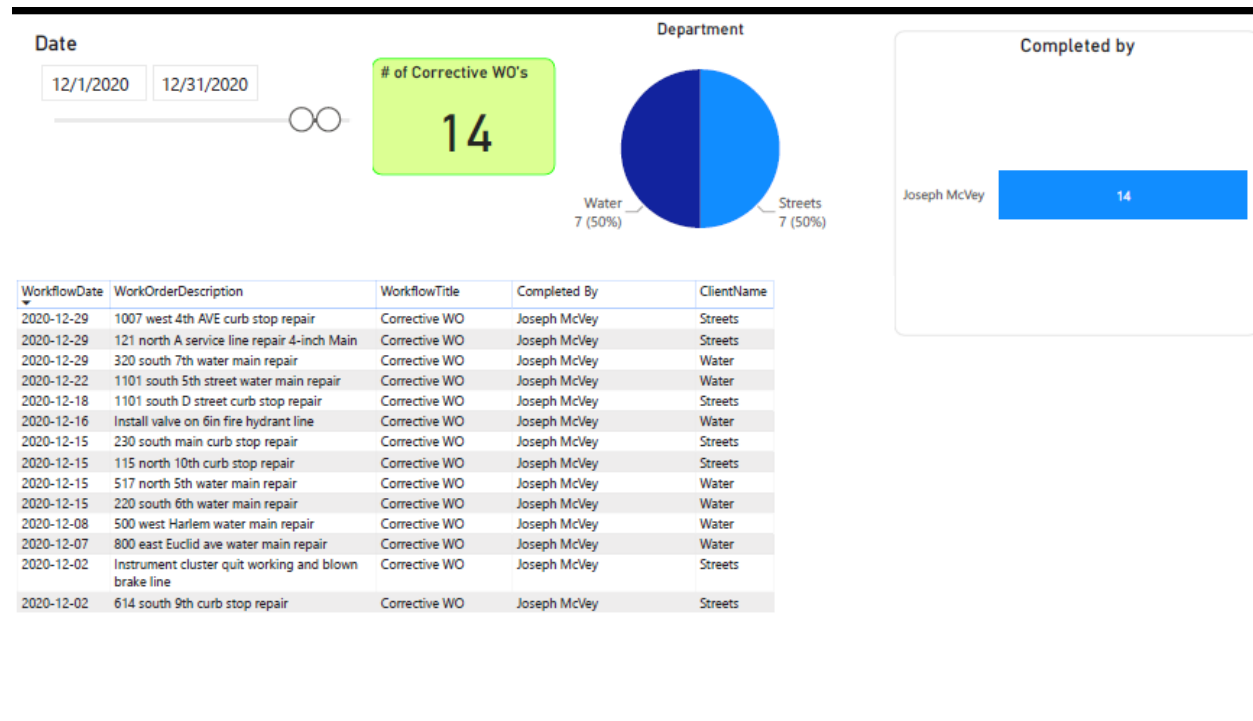 Date
12/1/2020 12/31/2020
# of Corrective WO's
14
Department
Water
7 (50%)
Streets
7 (50%)
Completed by
Joseph McVey 14
WorkflowDate WorkOrderDescription WorkflowTitle Completed By ClientName
2020-12-29 1007 west 4th AVE curb stop repair Corrective WO Joseph McVey Streets
2020-12-29 121 north A service line repair 4-inch Main Corrective WO Joseph McVey Streets
2020-12-29 320 south 7th water main repair Corrective WO Joseph McVey Water
2020-12-22 1101 south 5th street water main repair Corrective WO Joseph McVey Water
2020-12-18 1101 south D street curb stop repair Corrective WO Joseph McVey Streets
2020-12-16 Install valve on 6in fire hydrant line Corrective WO Joseph McVey Water
2020-12-15 230 south main curb stop repair Corrective WO Joseph McVey Streets
2020-12-15 115 north 10th curb stop repair Corrective WO Joseph McVey Streets
2020-12-15 517 north 5th water main repair Corrective WO Joseph McVey Water
2020-12-15 220 south 6th water main repair Corrective WO Joseph McVey Water
2020-12-08 500 west Harlem water main repair Corrective WO Joseph McVey Water
2020-12-07 800 east Euclid ave water main repair Corrective WO Joseph McVey Water
2020-12-02 Instrument cluster quit working and blown Corrective WO Joseph McVey Streets
brake line
2020-12-02 614 south 9th curb stop repair Corrective WO Joseph McVey Streets